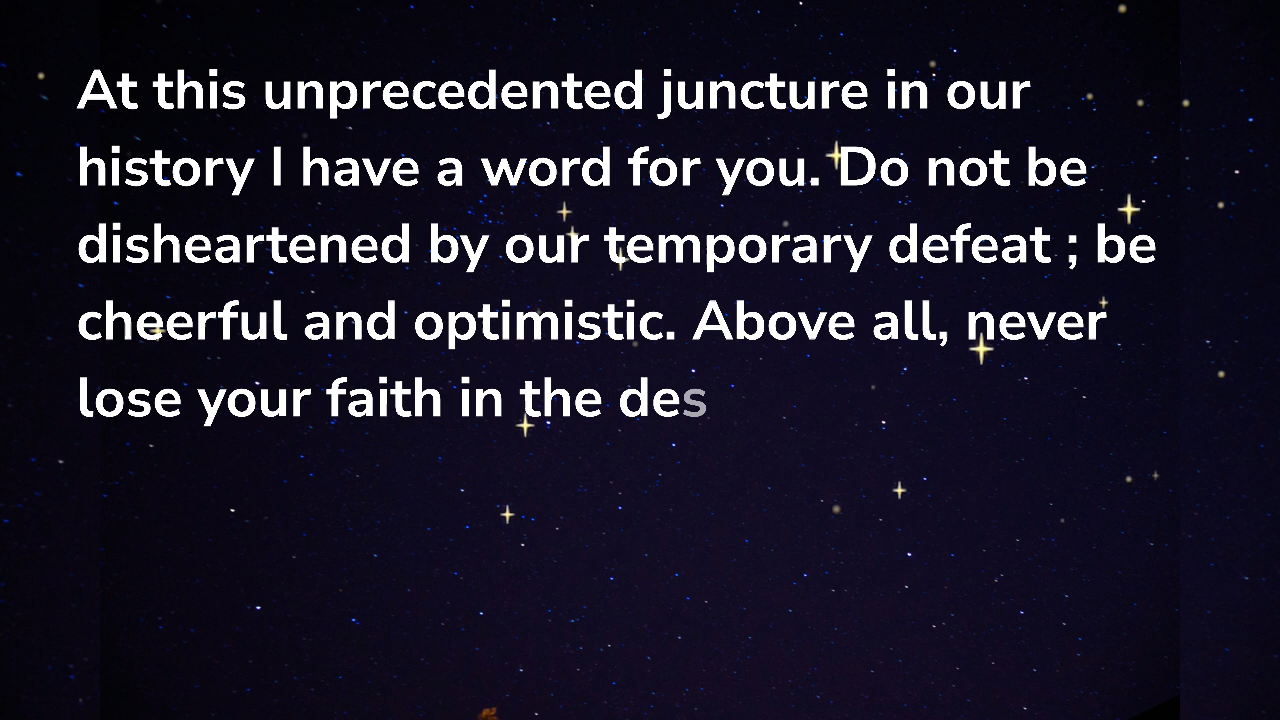 At this unprecedented juncture in our
history I have a word for you. Do not be
disheartened by our temporary defeat ; be
cheerful and optimistic. Above all, never
lose your faith in the des